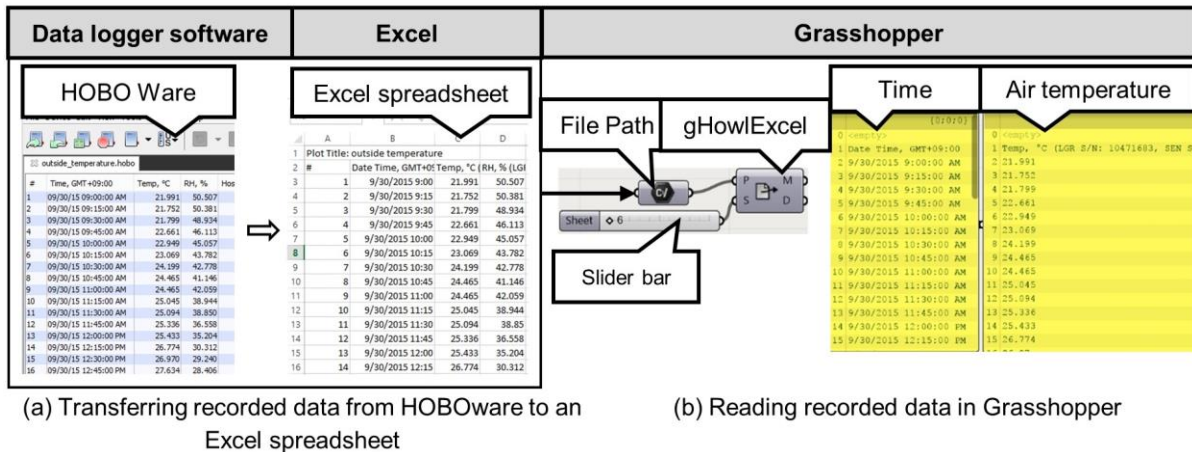 Data logger software
Excel
Grasshopper
HOBO Ware
Excel spreadsheet
File Path
gHowlExcel
Time
Air temperature
outside_temperature.hobo
# Time, GMT+09:00 Temp, °C RH, % Hos
1 09/30/15 09:00:00 AM 21.991 50.507
2 09/30/15 09:15:00 AM 21.752 50.381
3 09/30/15 09:30:00 AM 21.799 48.934
4 09/30/15 09:45:00 AM 22.661 46.113
5 09/30/15 10:00:00 AM 22.949 45.057
6 09/30/15 10:15:00 AM 23.069 43.782
7 09/30/15 10:30:00 AM 24.199 42.778
8 09/30/15 10:45:00 AM 24.465 41.146
9 09/30/15 11:00:00 AM 24.465 42.059
10 09/30/15 11:15:00 AM 25.045 38.944
11 09/30/15 11:30:00 AM 25.094 38.850
12 09/30/15 11:45:00 AM 25.336 36.558
13 09/30/15 12:00:00 PM 25.433 35.204
14 09/30/15 12:15:00 PM 26.774 30.312
15 09/30/15 12:30:00 PM 26.970 29.240
16 09/30/15 12:45:00 PM 27.634 28.406
A B C D
1 Plot Title: outside temperature
2 # Date Time, GMT+09: Temp, °C (RH, % (LGI
3 1 9/30/2015 9:00 21.991 50.507
4 2 9/30/2015 9:15 21.752 50.381
5 3 9/30/2015 9:30 21.799 48.934
6 4 9/30/2015 9:45 22.661 46.113
7 5 9/30/2015 10:00 22.949 45.057
8 6 9/30/2015 10:15 23.069 43.782
9 7 9/30/2015 10:30 24.199 42.778
10 8 9/30/2015 10:45 24.465 41.146
11 9 9/30/2015 11:00 24.465 42.059
12 10 9/30/2015 11:15 25.045 38.944
13 11 9/30/2015 11:30 25.094 38.85
14 12 9/30/2015 11:45 25.336 36.558
15 13 9/30/2015 12:00 25.433 35.204
16 14 9/30/2015 12:15 26.774 30.312
C/
P
S
M
D
Sheet ◇ 6
Slider bar
{0;0;0}
0 <empty>
1 Date Time, GMT+09:00
2 9/30/2015 9:00:00 AM
3 9/30/2015 9:15:00 AM
4 9/30/2015 9:30:00 AM
5 9/30/2015 9:45:00 AM
6 9/30/2015 10:00:00 AM
7 9/30/2015 10:15:00 AM
8 9/30/2015 10:30:00 AM
9 9/30/2015 10:45:00 AM
10 9/30/2015 11:00:00 AM
11 9/30/2015 11:15:00 AM
12 9/30/2015 11:30:00 AM
13 9/30/2015 11:45:00 AM
14 9/30/2015 12:00:00 PM
15 9/30/2015 12:15:00 PM
0 <empty>
1 Temp, °C (LGR S/N: 10471683, SEN S
2 21.991
3 21.752
4 21.799
5 22.661
6 22.949
7 23.069
8 24.199
9 24.465
10 24.465
11 25.045
12 25.094
13 25.336
14 25.433
15 26.774
(a) Transferring recorded data from HOBOware to an
Excel spreadsheet
(b) Reading recorded data in Grasshopper